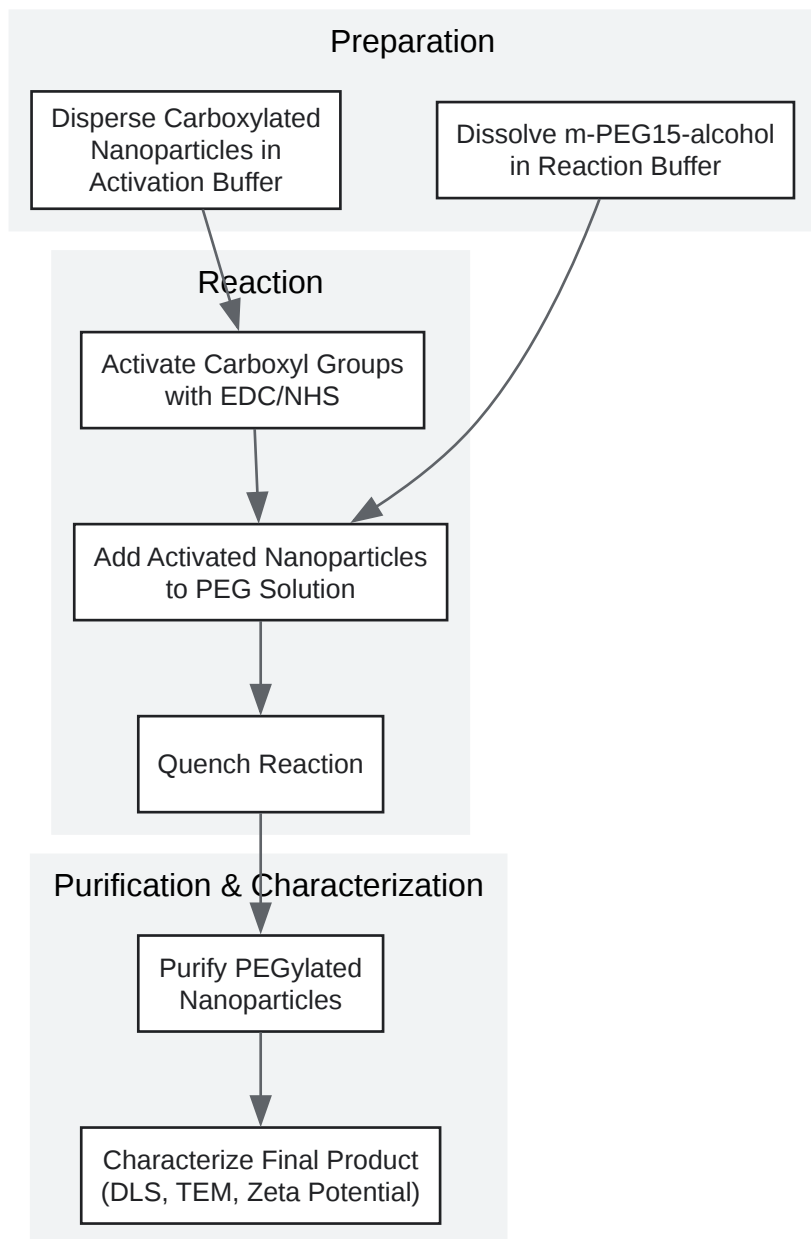 Preparation
Disperse Carboxylated
Nanoparticles in
Activation Buffer
Dissolve m-PEG15-alcohol
in Reaction Buffer
Reaction
Activate Carboxyl Groups
with EDC/NHS
Add Activated Nanoparticles
to PEG Solution
Quench Reaction
Purification & Characterization
Purify PEGylated
Nanoparticles
Characterize Final Product
(DLS, TEM, Zeta Potential)